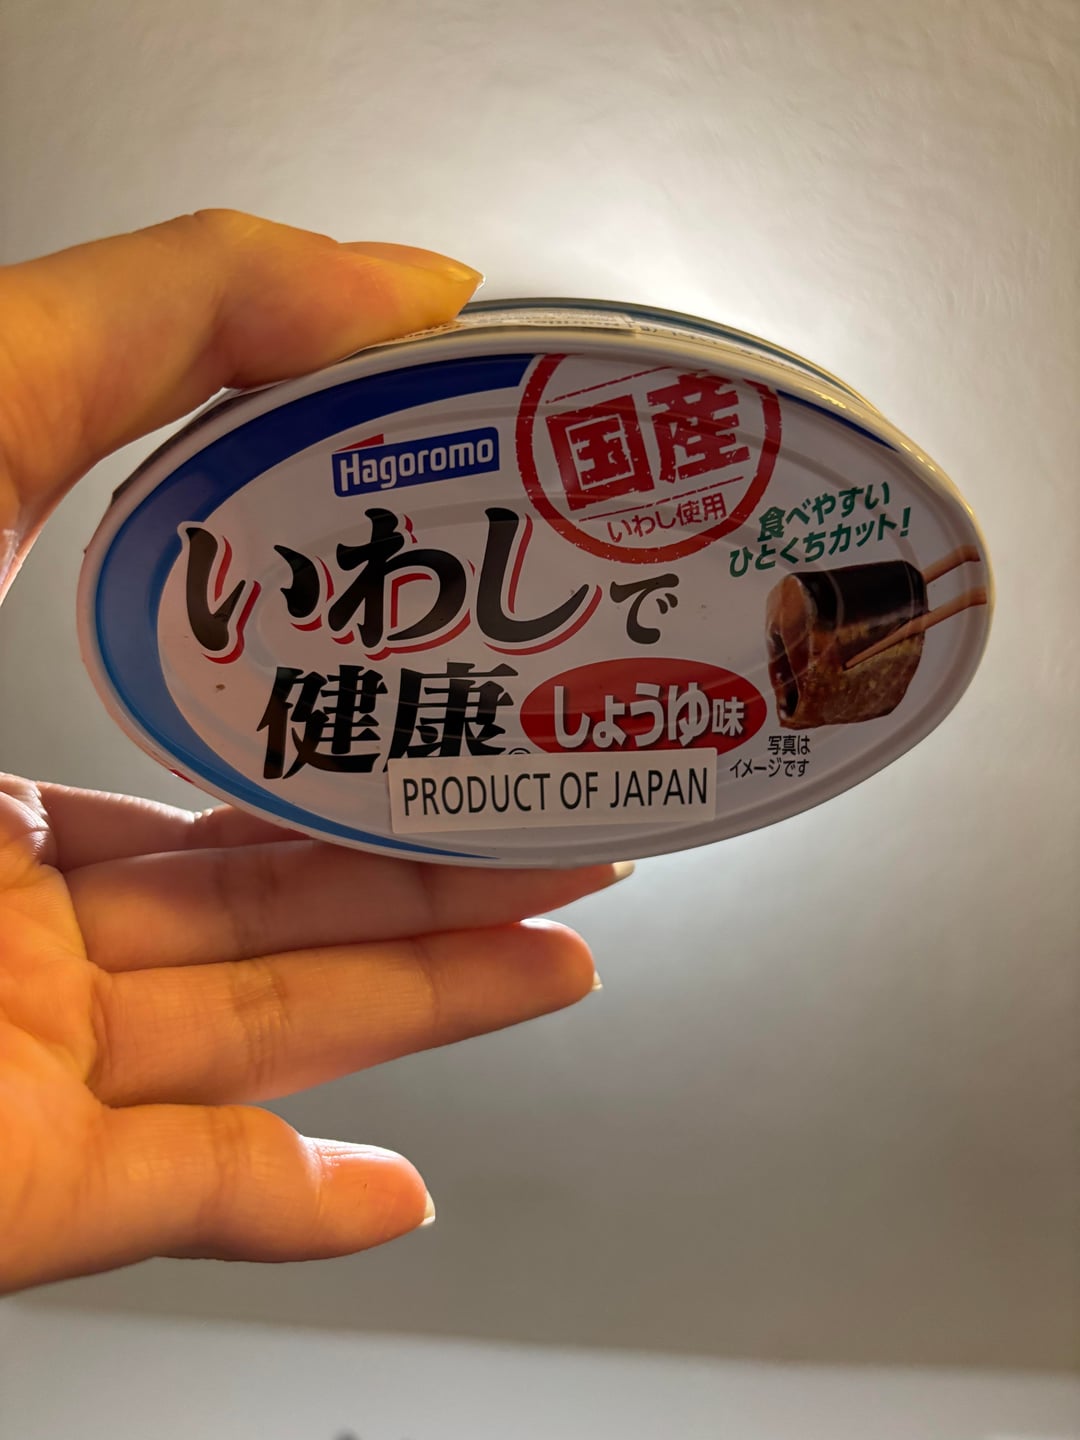 Hagoromo
国産
いわし使用
食べやすい
ひとくちカット!
いわしで
健康
しょうゆ味
写真は
イメージです
PRODUCT OF JAPAN